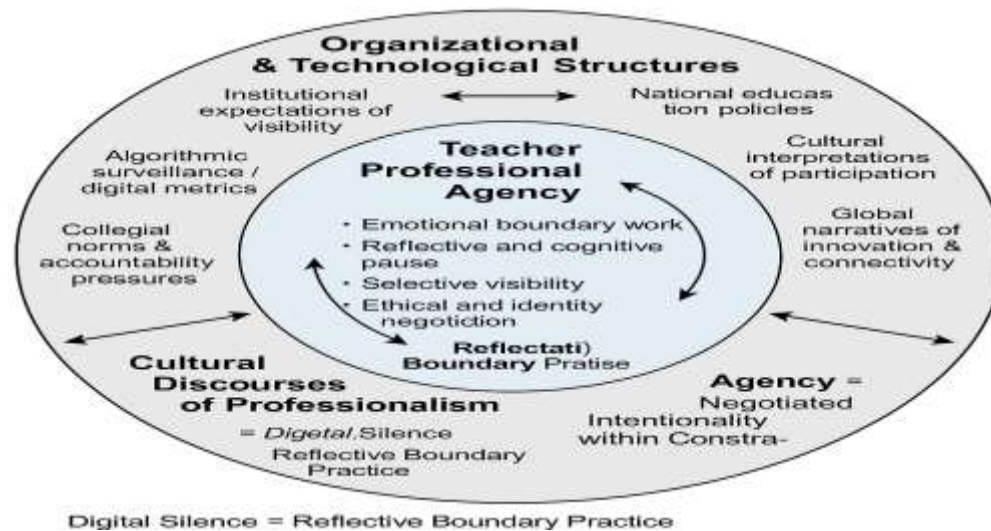 Organizational
& Technological Structures
Institutional
expectations of
visibility
National educas
tion policies
Algorithmic
surveillance /
digital metrics
Cultural
interpretations
of participation
Collegial
norms &
accountability
pressures
Global
narratives of
innovation &
connectivity
Teacher
Professional
Agency
• Emotional boundary work
• Reflective and cognitive
pause
• Selective visibility
• Ethical and identity
negotiction
Reflectati)
Boundary Pratise
Cultural
Discourses
of Professionalism
= Digetal,Silence
Reflective Boundary
Practice
Agency =
Negotiated
Intentionality
within Constra-
Digital Silence = Reflective Boundary Practice